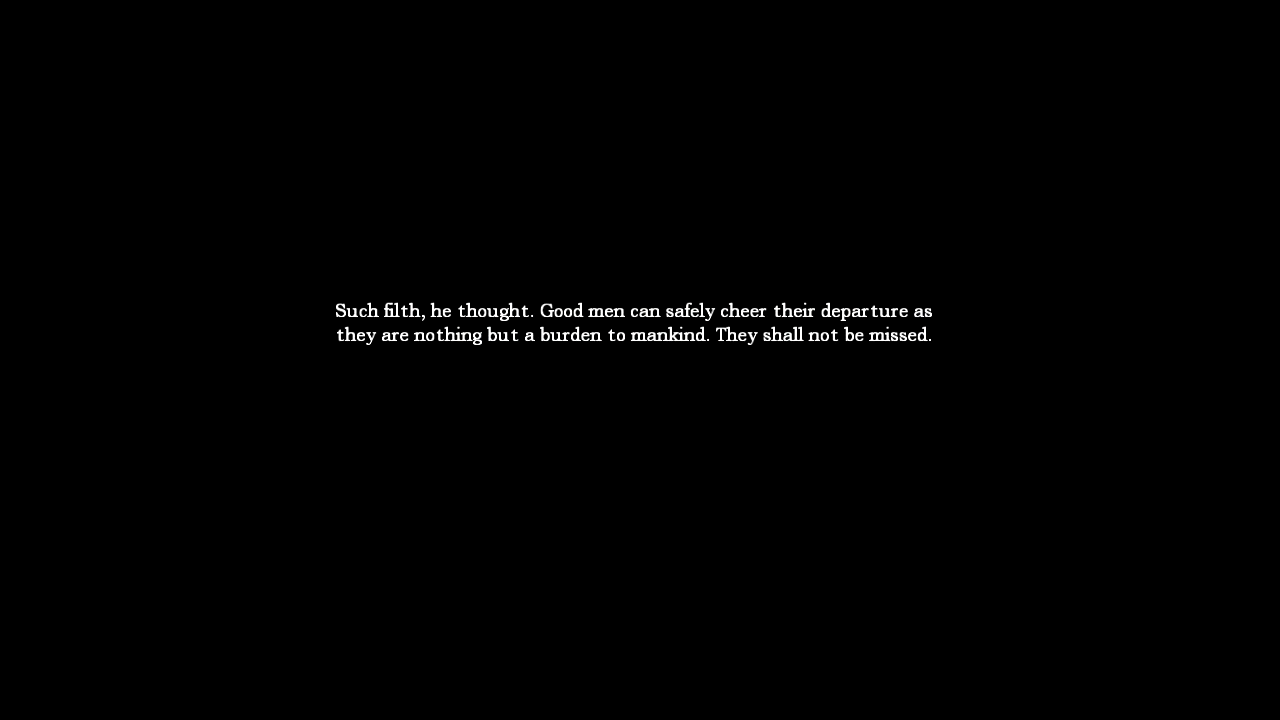 Such filth, he thought. Good men can safely cheer their departure as
they are nothing but a burden to mankind. They shall not be missed.